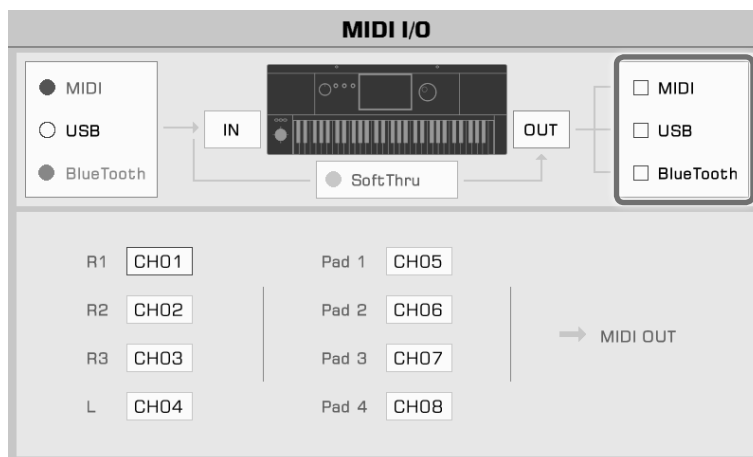 MIDI I/O
MIDI
USB
BlueTooth
IN
OUT
SoftThru
MIDI
USB
BlueTooth
R1 CH01
R2 CH02
R3 CH03
L CH04
Pad 1 CH05
Pad 2 CH06
Pad 3 CH07
Pad 4 CH08
MIDI OUT